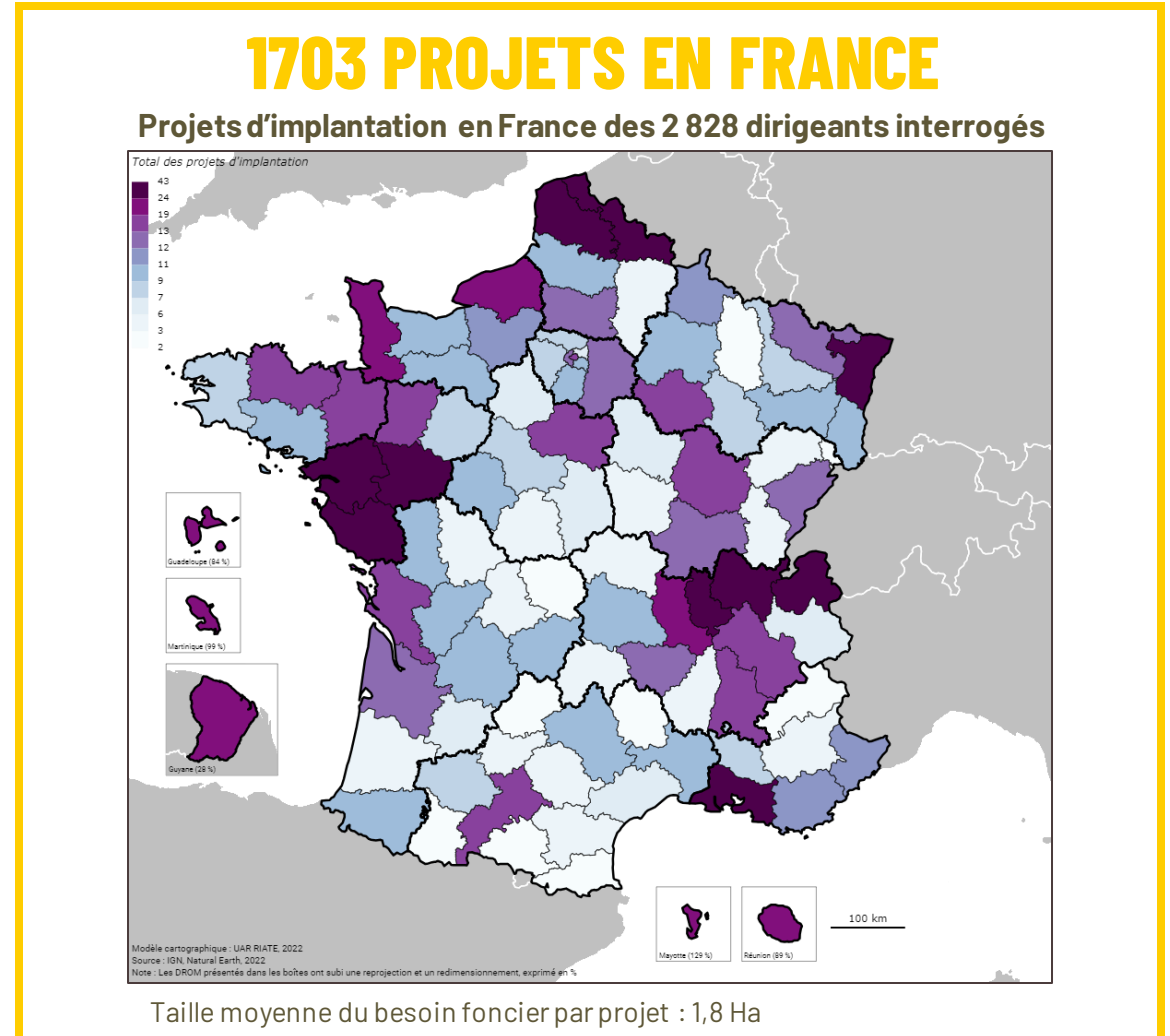 1703 PROJETS EN FRANCE
Projets d'implantation en France des 2 828 dirigeants interrogés
Total des projets d'implantation
43
24
19
13
12
11
9
7
6
3
2
Guadeloupe (84 %)
Martinique (99 %)
Guyane (28 %)
Mayotte (129 %)
Réunion (89 %)
100 km
Modèle cartographique : UAR RIATE, 2022
Source : IGN, Natural Earth, 2022
Note : Les DROM présentés dans les boîtes ont subi une reprojection et un redimensionnement, exprimé en %
Taille moyenne du besoin foncier par projet : 1,8 Ha